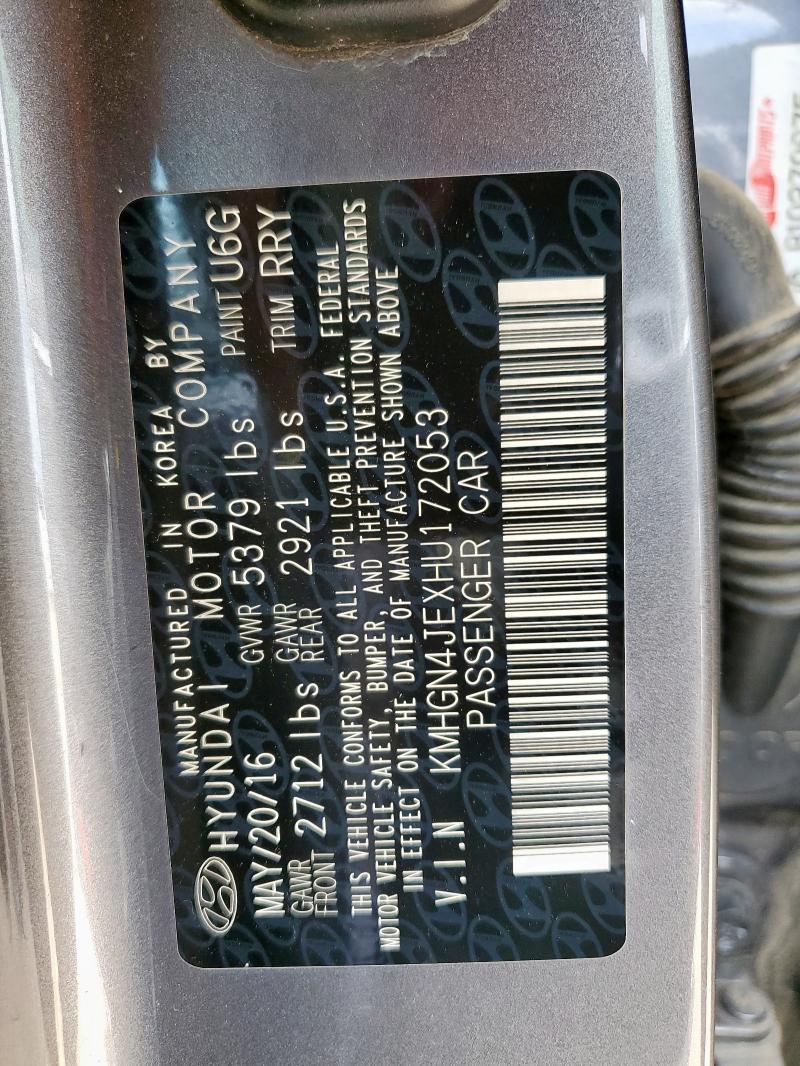 MANUFACTURED IN KOREA BY
HYUNDAI MOTOR COMPANY
MAY/20/16 GVWR 5379 lbs PAINT U6G
GAWR FRONT 2712 lbs GAWR REAR 2921 lbs TRIM RRY
THIS VEHICLE CONFORMS TO ALL APPLICABLE U.S.A. FEDERAL
MOTOR VEHICLE SAFETY, BUMPER, AND THEFT PREVENTION STANDARDS
IN EFFECT ON THE DATE OF MANUFACTURE SHOWN ABOVE
V.I.N KMHGN4JEXHU172053
PASSENGER CAR